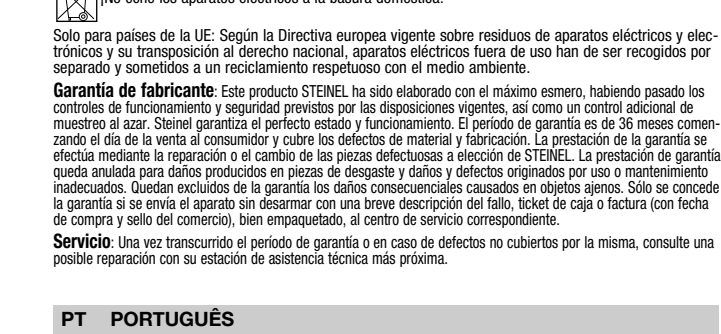 ¡No eche los aparatos eléctricos a la basura doméstica!
Solo para países de la UE: Según la Directiva europea vigente sobre residuos de aparatos eléctricos y elec-
trónicos y su transposición al derecho nacional, aparatos eléctricos fuera de uso han de ser recogidos por
separado y sometidos a un reciclamiento respetuoso con el medio ambiente.
Garantía de fabricante: Este producto STEINEL ha sido elaborado con el máximo esmero, habiendo pasado los
controles de funcionamiento y seguridad previstos por las disposiciones vigentes, así como un control adicional de
muestreo al azar. Steinel garantiza el perfecto estado y funcionamiento. El período de garantía es de 36 meses comen-
zando el día de la venta al consumidor y cubre los defectos de material y fabricación. La prestación de la garantía se
efectúa mediante la reparación o el cambio de las piezas defectuosas a elección de STEINEL. La prestación de garantía
queda anulada para daños producidos en piezas de desgaste y daños y defectos originados por uso o mantenimiento
inadecuados. Quedan excluidos de la garantía los daños consecuenciales causados en objetos ajenos. Sólo se concede
la garantía si se envía el aparato sin desarmar con una breve descripción del fallo, ticket de caja o factura (con fecha
de compra y sello del comercio), bien empaquetado, al centro de servicio correspondiente.
Servicio: Una vez transcurrido el período de garantía o en caso de defectos no cubiertos por la misma, consulte una
posible reparación con su estación de asistencia técnica más próxima.
PT PORTUGUÊS